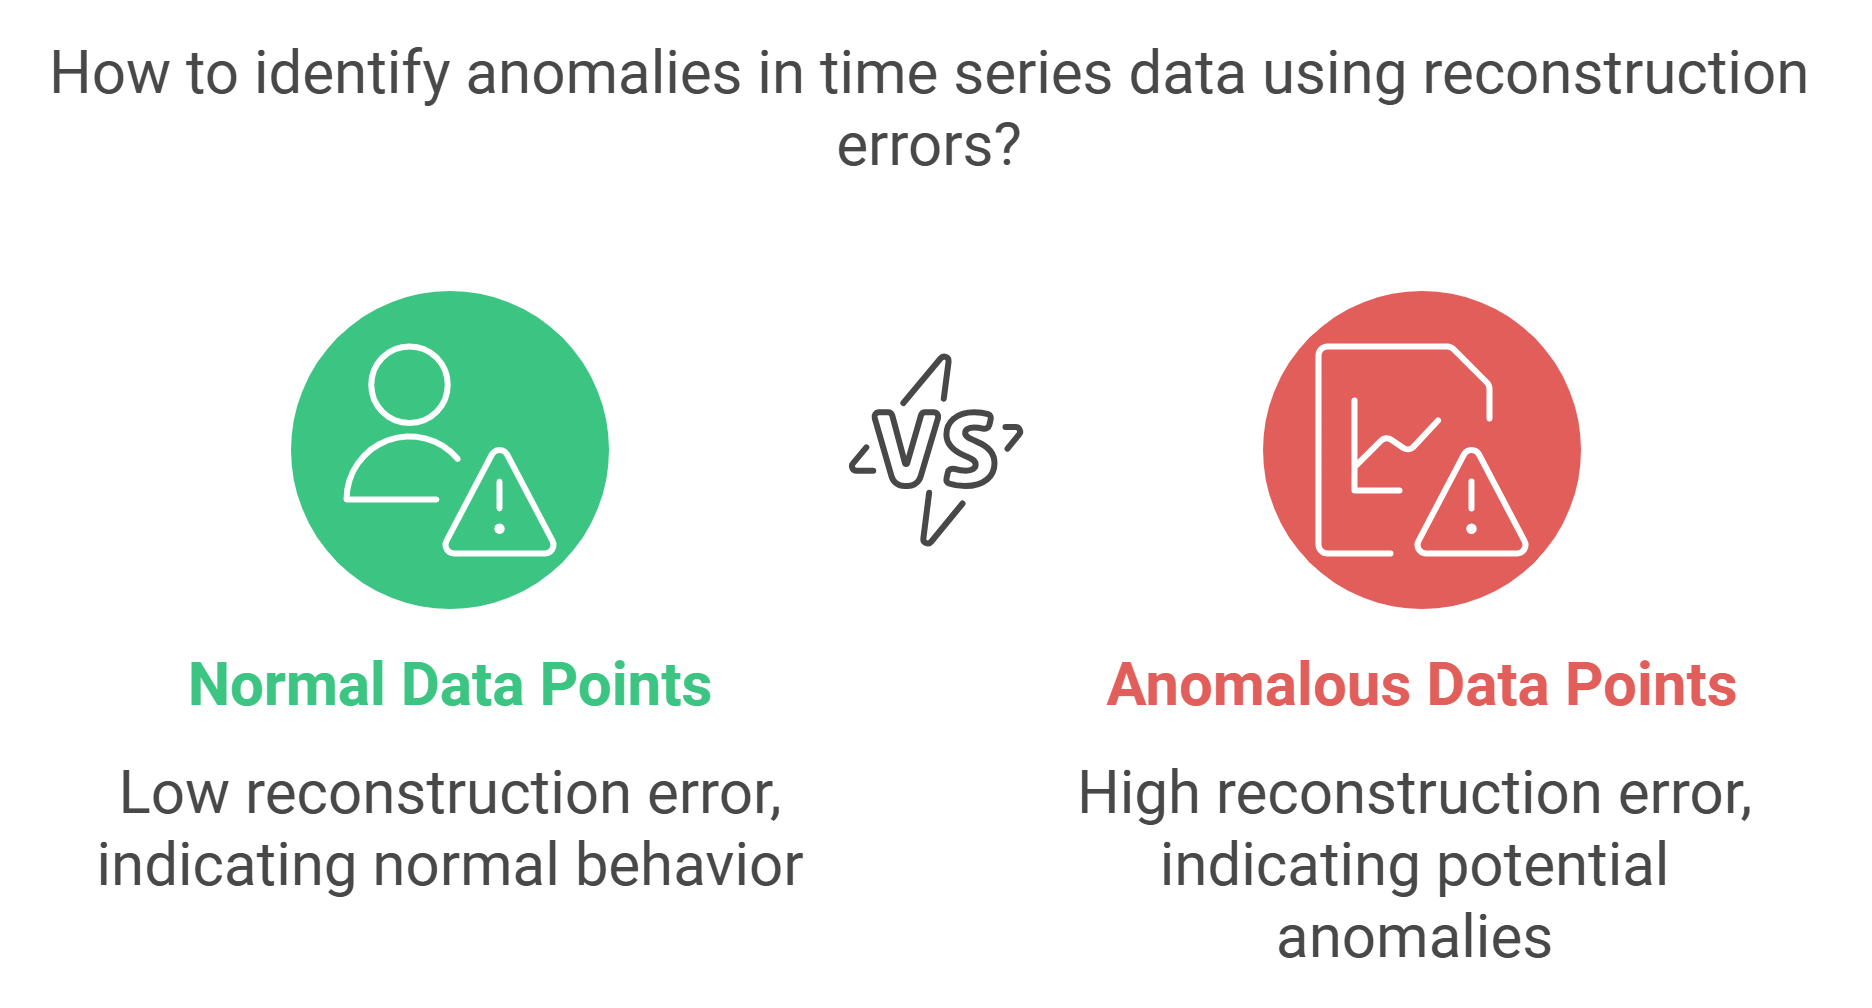 How to identify anomalies in time series data using reconstruction
errors?
VS
Normal Data Points
Anomalous Data Points
Low reconstruction error,
indicating normal behavior
High reconstruction error,
indicating potential
anomalies